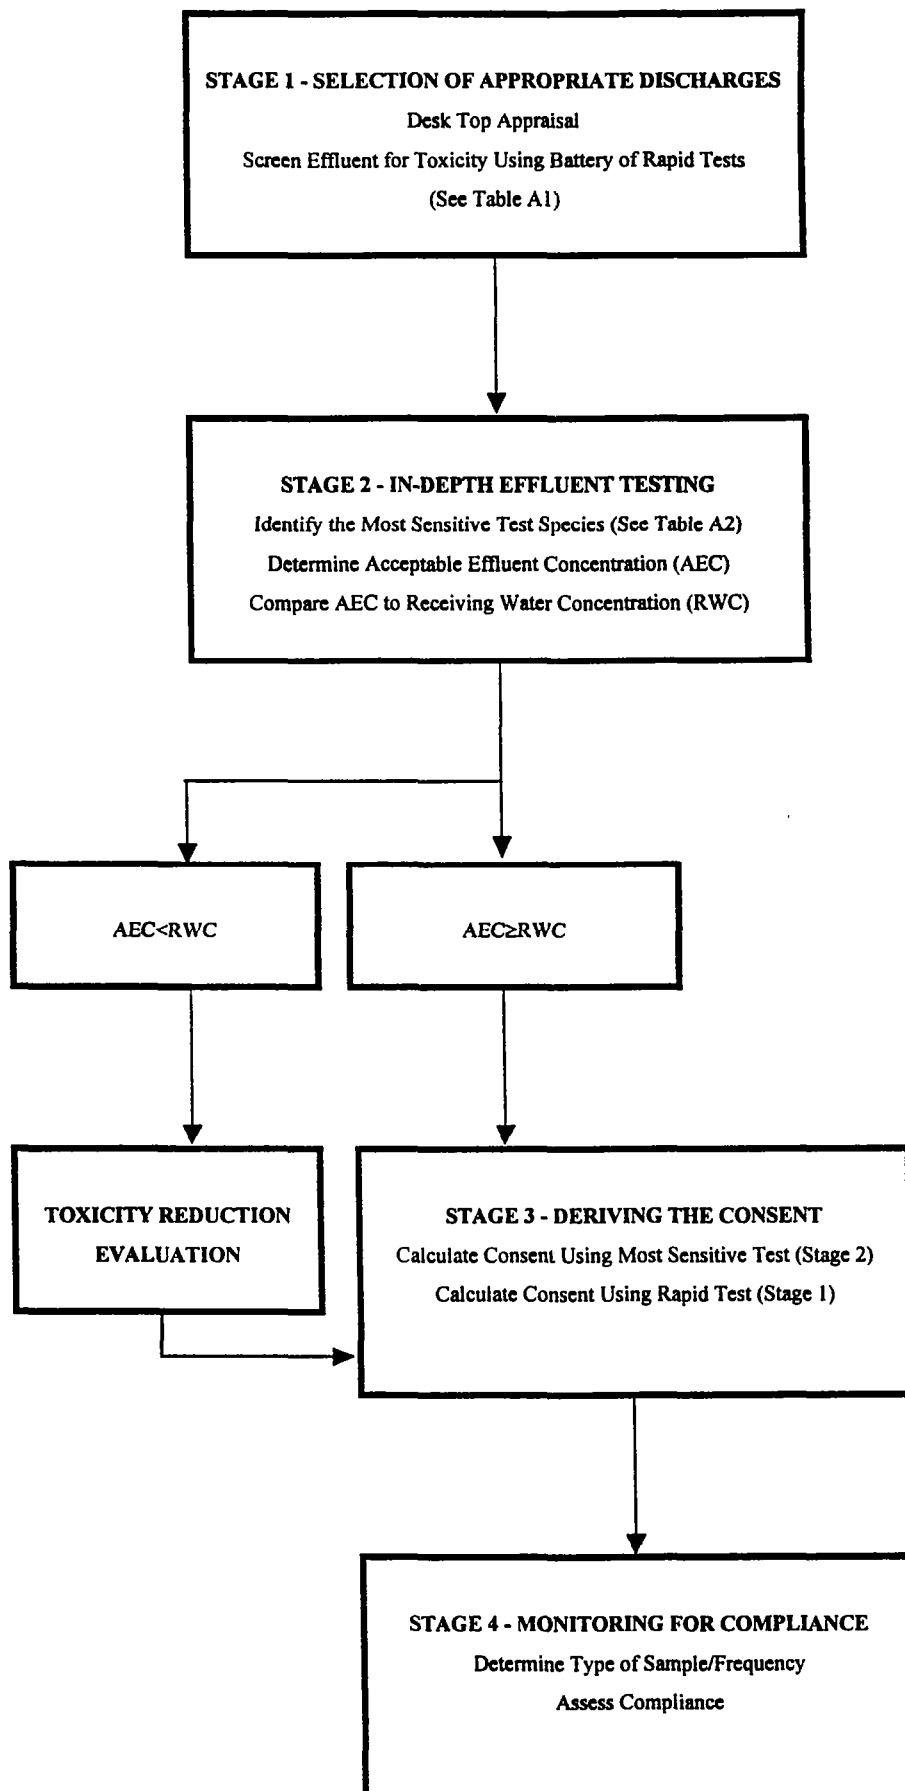 STAGE 1 - SELECTION OF APPROPRIATE DISCHARGES
Desk Top Appraisal
Screen Effluent for Toxicity Using Battery of Rapid Tests
(See Table A1)
STAGE 2 - IN-DEPTH EFFLUENT TESTING
Identify the Most Sensitive Test Species (See Table A2)
Determine Acceptable Effluent Concentration (AEC)
Compare AEC to Receiving Water Concentration (RWC)
AEC<RWC
AEC≥RWC
TOXICITY REDUCTION
EVALUATION
STAGE 3 - DERIVING THE CONSENT
Calculate Consent Using Most Sensitive Test (Stage 2)
Calculate Consent Using Rapid Test (Stage 1)
STAGE 4 - MONITORING FOR COMPLIANCE
Determine Type of Sample/Frequency
Assess Compliance